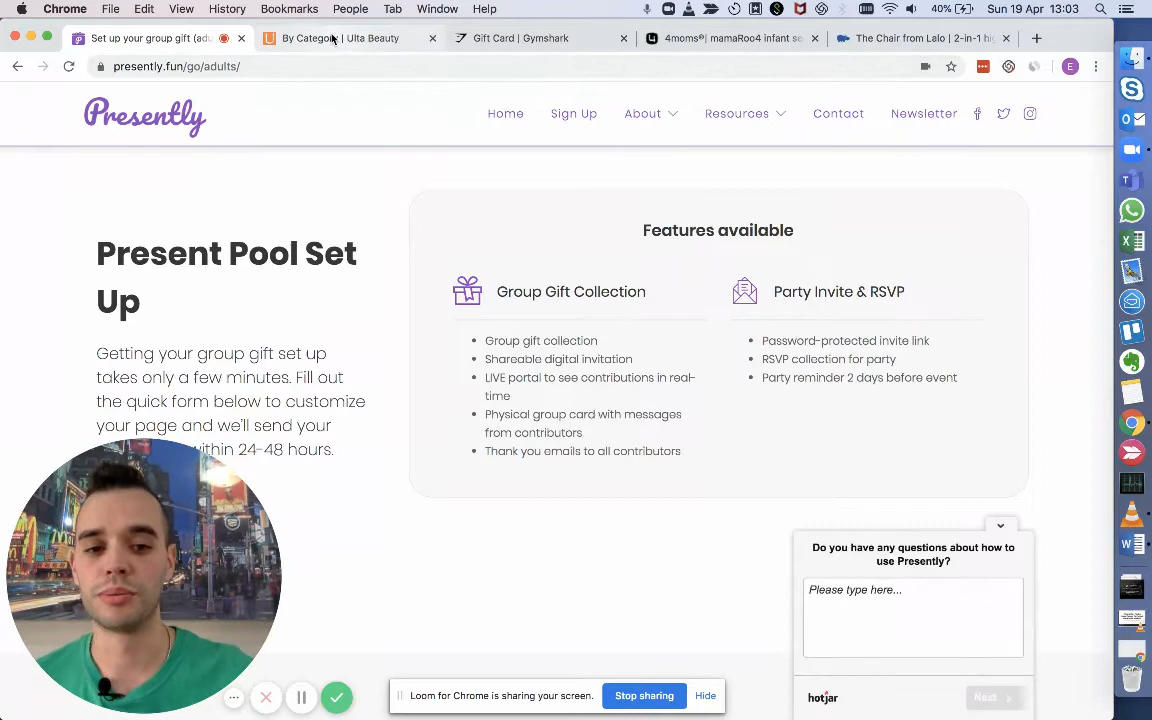 Chrome File Edit View History Bookmarks People Tab Window Help 40% Sun 19 Apr 13:03
Set up your group gift (adu By Categor | Ulta Beauty Gift Card | Gymshark 4moms®| mamaRoo4 infant se The Chair from Lalo | 2-in-1 hig
presently.fun/go/adults/ E
Presently Home Sign Up About Resources Contact Newsletter
Features available
Present Pool Set
Up
Group Gift Collection
Party Invite & RSVP
Group gift collection
Shareable digital invitation
LIVE portal to see contributions in real-
time
Physical group card with messages
from contributors
Thank you emails to all contributors
Password-protected invite link
RSVP collection for party
Party reminder 2 days before event
Getting your group gift set up
takes only a few minutes. Fill out
the quick form below to customize
your page and we'll send your
within 24-48 hours.
Do you have any questions about how to
use Presently?
Please type here...
hotjar Next
Loom for Chrome is sharing your screen. Stop sharing Hide